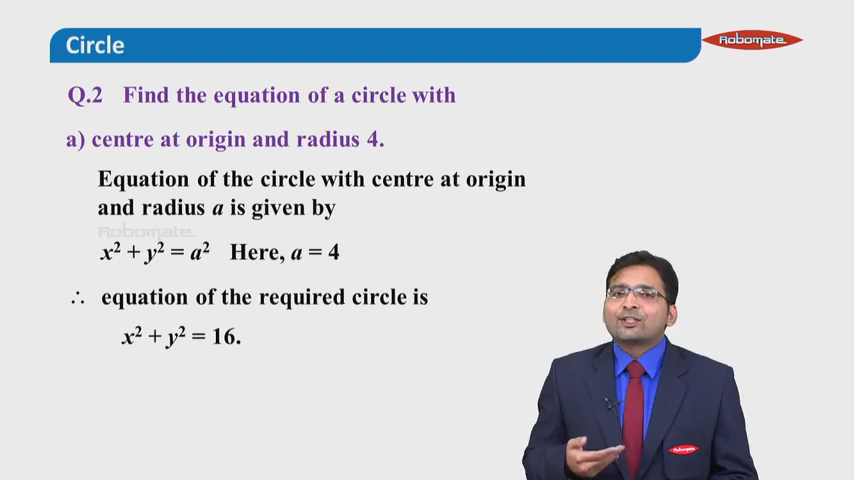 Circle
Robomate
Q.2 Find the equation of a circle with
a) centre at origin and radius 4.
Equation of the circle with centre at origin
and radius a is given by
Robomate
x² + y² = a² Here, a = 4
∴ equation of the required circle is
x² + y² = 16.
Robomate